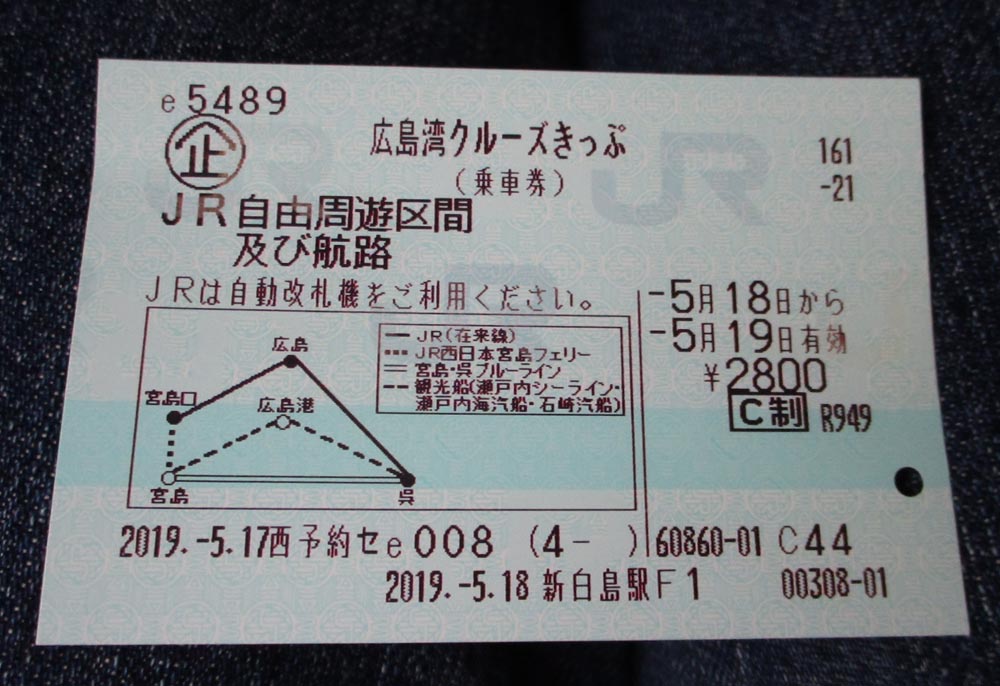 e5489
企
広島湾クルーズきっぷ
161
(乗車券)
-21
JR自由周遊区間
及び航路
JRは自動改札機をご利用ください。
-5月18日から
-5月19日有効
¥2800
C制 R949
JR(在来線)
JR西日本宮島フェリー
宮島・呉ブルーライン
観光船(瀬戸内シーライン・
瀬戸内海汽船・石崎汽船)
広島
宮島口
広島港
宮島
呉
2019.-5.17西予約セe008 (4- ) 60860-01 C44
2019.-5.18 新白島駅F1 00308-01
JR
JR